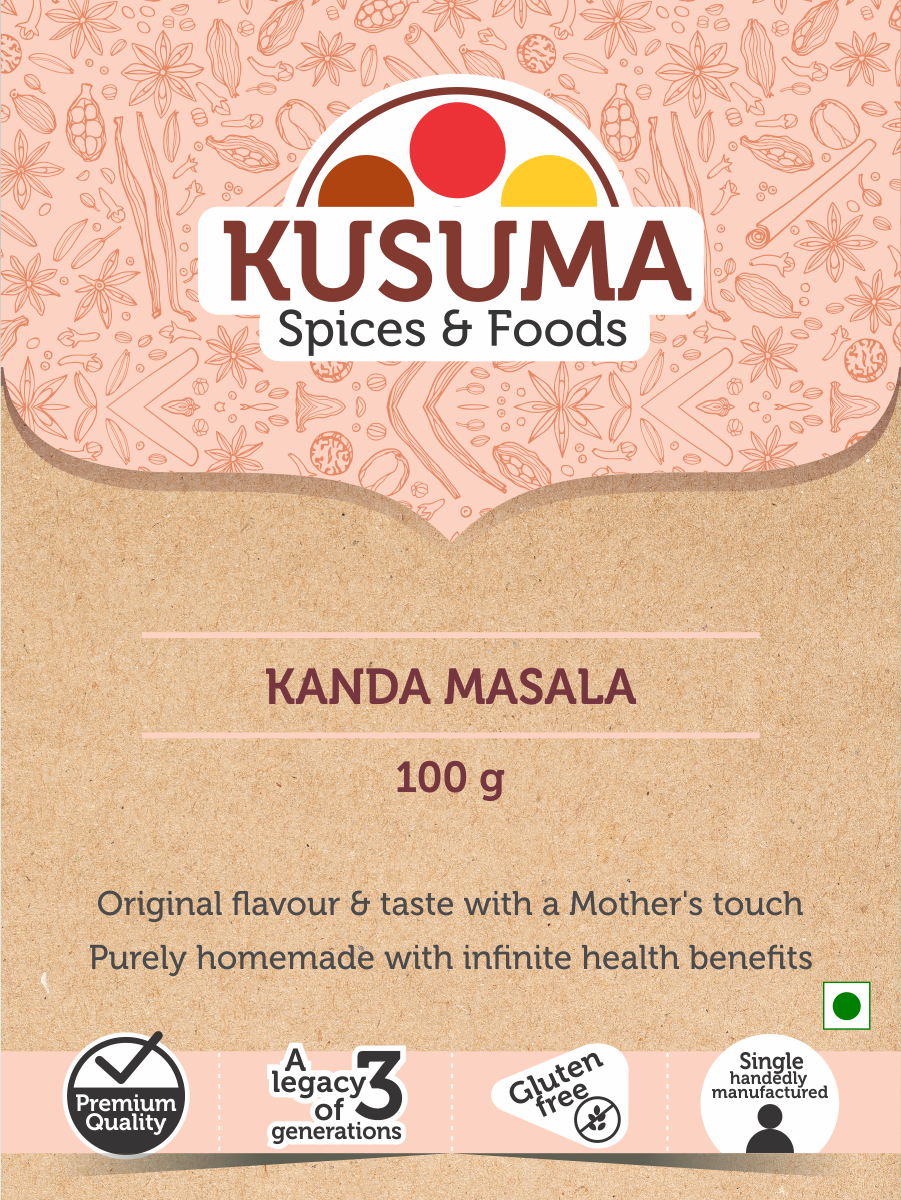 KUSUMA
Spices & Foods
KANDA MASALA
100 g
Original flavour & taste with a Mother's touch
Purely homemade with infinite health benefits
Premium
Quality
A
legacy 3
of
generations
Gluten
free
Single
handedly
manufactured